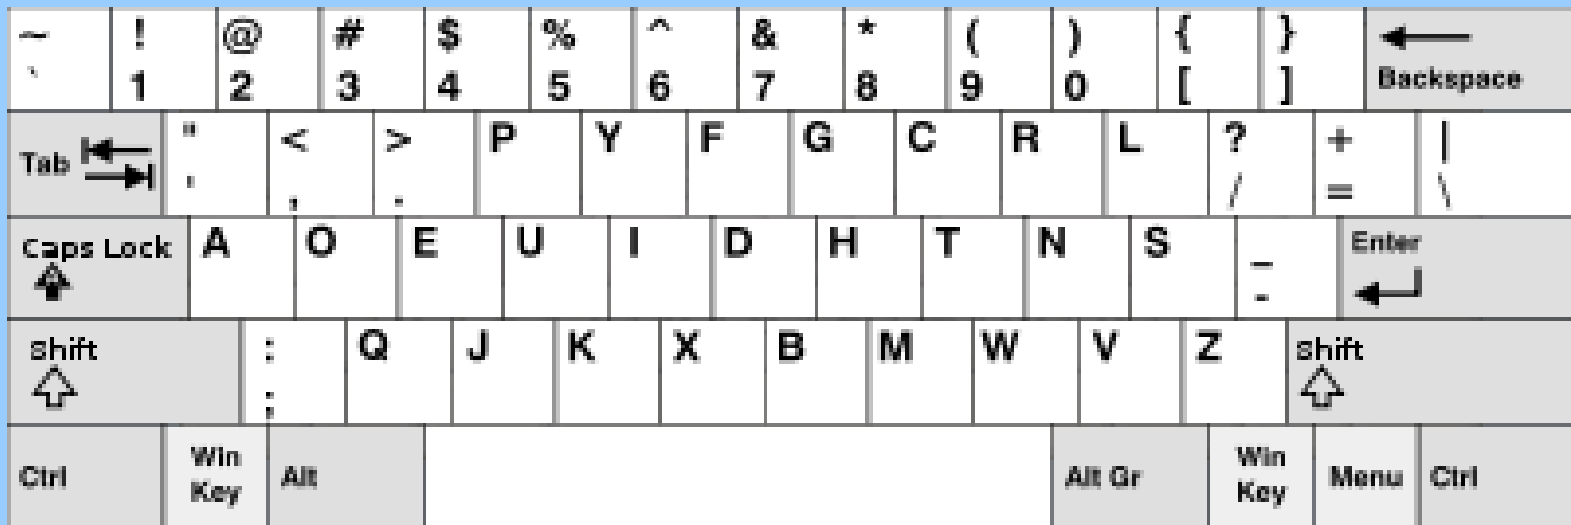 ~ ! @ # $ % ^ & * ( ) { }
` 1 2 3 4 5 6 7 8 9 0 [ ] Backspace
Tab " < > P Y F G C R L ? + |
' , . / = \
Caps Lock A O E U I D H T N S _ Enter
-
Shift : Q J K X B M W V Z Shift
;
Ctrl Win Key Alt Alt Gr Win Key Menu Ctrl